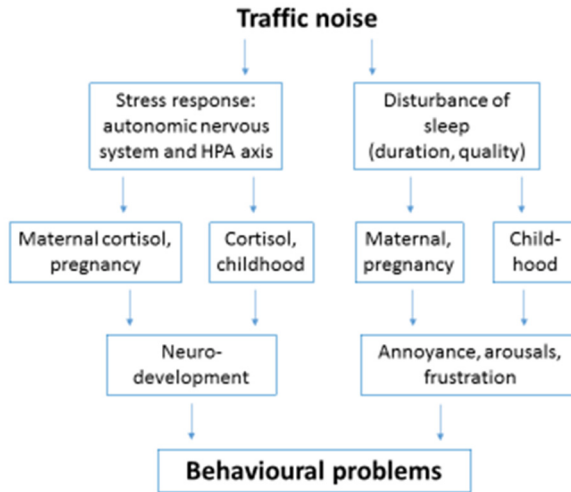 Traffic noise
Stress response:
autonomic nervous
system and HPA axis
Disturbance of
sleep
(duration, quality)
Maternal cortisol,
pregnancy
Cortisol,
childhood
Maternal,
pregnancy
Child-
hood
Neuro-
development
Annoyance, arousals,
frustration
Behavioural problems